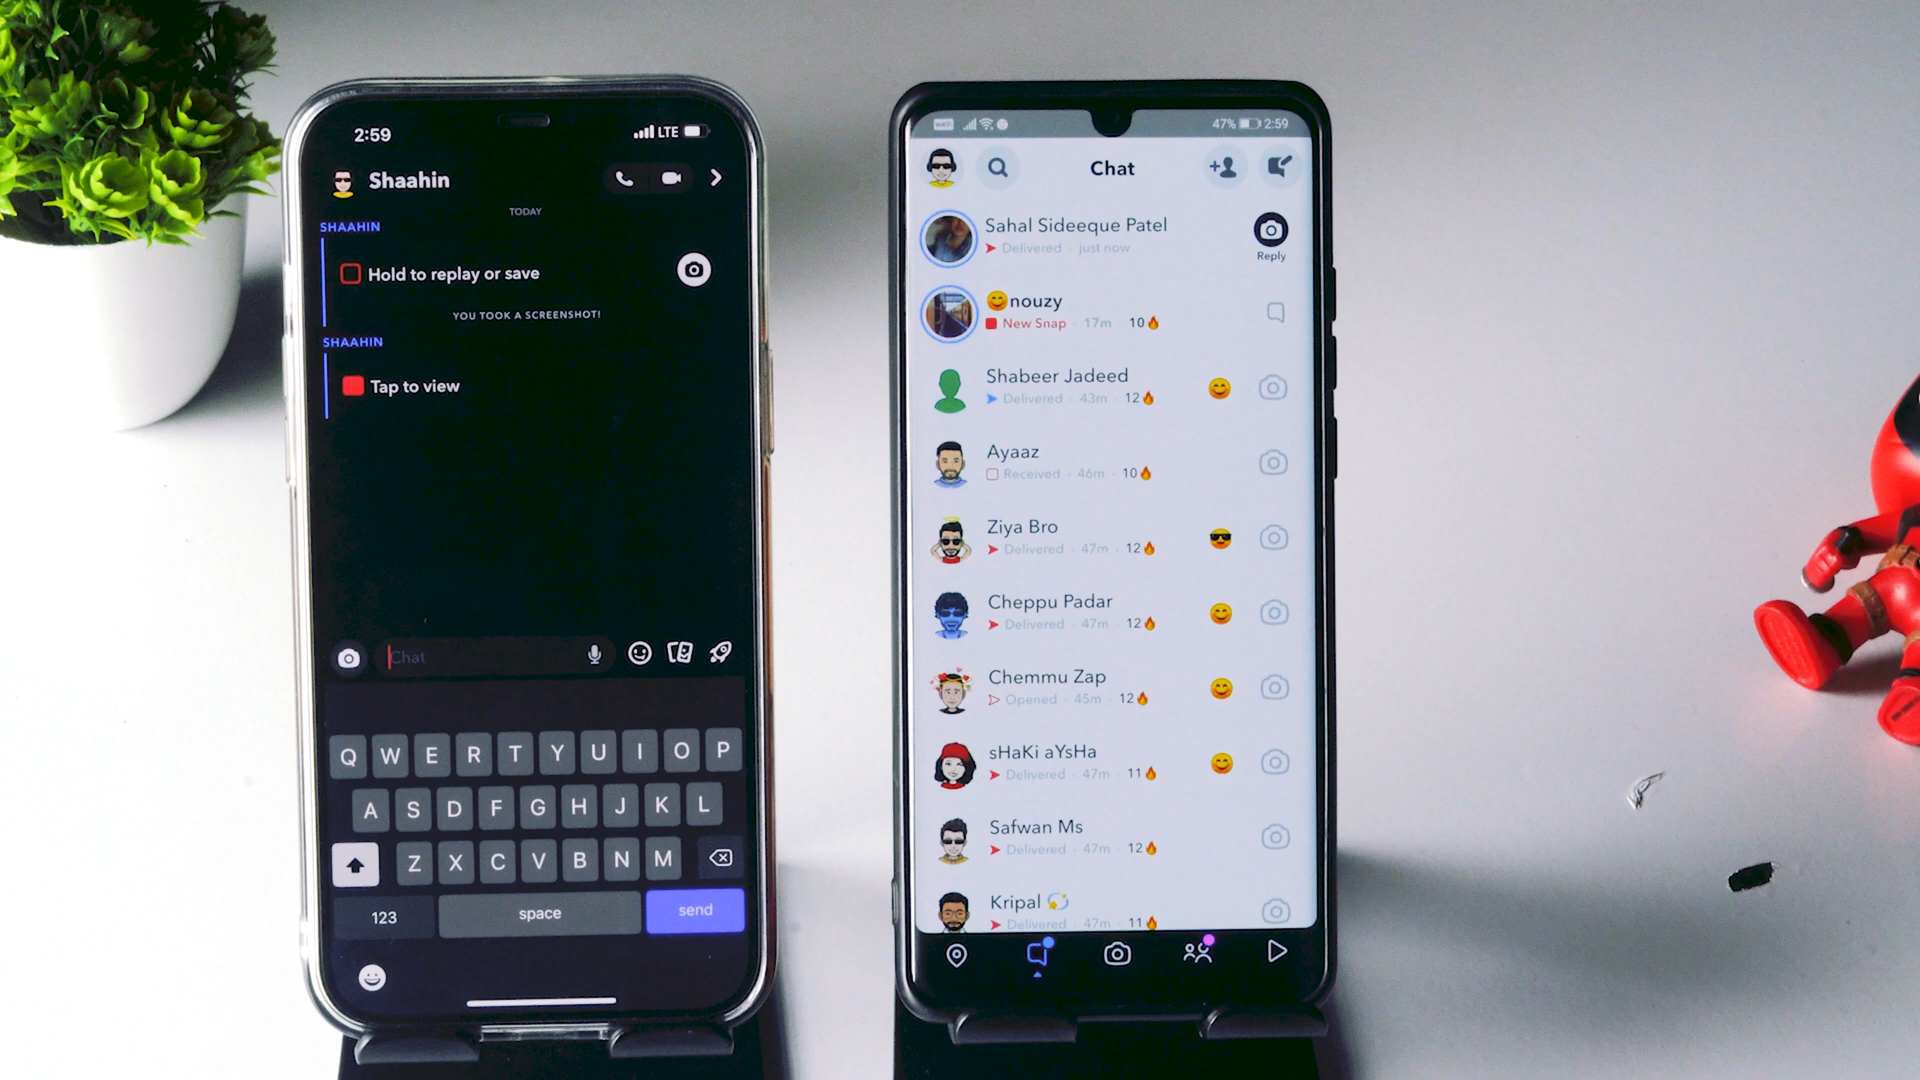 2:59
LTE
Shaahin
TODAY
SHAAHIN
Hold to replay or save
YOU TOOK A SCREENSHOT!
SHAAHIN
Tap to view
Chat
Q W E R T Y U I O P
A S D F G H J K L
Z X C V B N M
123 space send
47% 2:59
Chat
Sahal Sideeque Patel
Delivered · just now
Reply
😊nouzy
New Snap · 17m · 10🔥
Shabeer Jadeed
Delivered · 43m · 12🔥
Ayaaz
Received · 46m · 10🔥
Ziya Bro
Delivered · 47m · 12🔥
Cheppu Padar
Delivered · 47m · 12🔥
Chemmu Zap
Opened · 45m · 12🔥
sHaKi aYsHa
Delivered · 47m · 11🔥
Safwan Ms
Delivered · 47m · 12🔥
Kripal 💫
Delivered · 47m · 11🔥